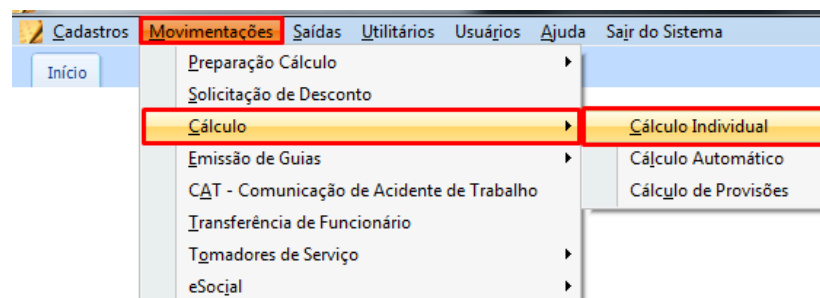 Cadastros Movimentações Saídas Utilitários Usuários Ajuda Sair do Sistema
Início
Preparação Cálculo
Solicitação de Desconto
Cálculo
Cálculo Individual
Emissão de Guias
Cálculo Automático
CAT - Comunicação de Acidente de Trabalho
Cálculo de Provisões
Transferência de Funcionário
Tomadores de Serviço
eSocial